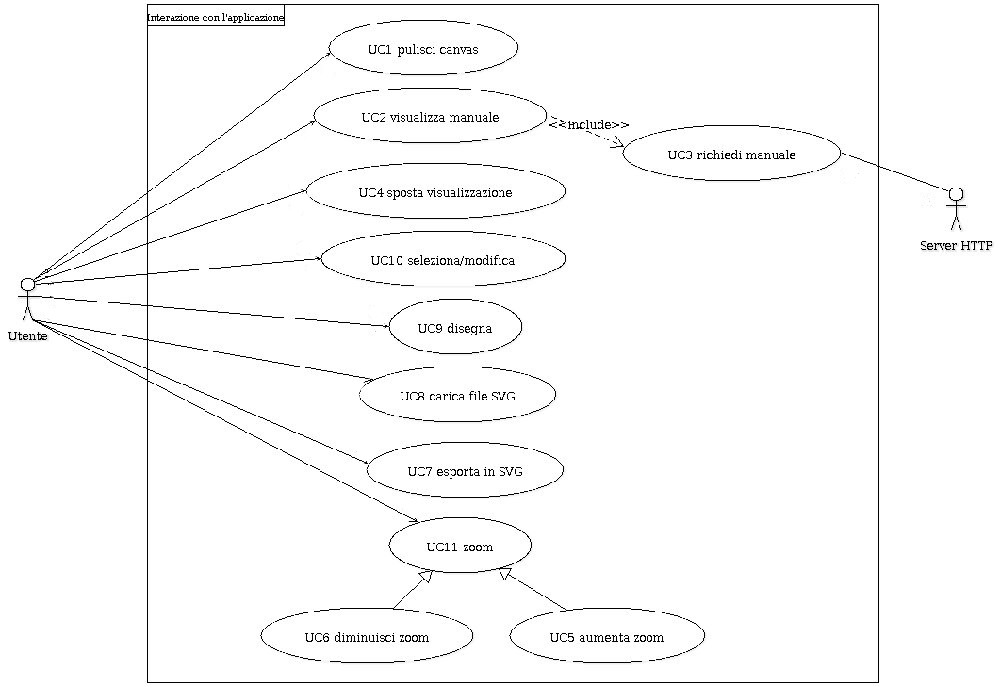 Interazione con l'applicazione
UC1 pulisci canvas
UC2 visualizza manuale
<<include>>
UC3 richiedi manuale
UC4 sposta visualizzazione
Server HTTP
UC10 seleziona/modifica
UC9 disegna
Utente
UC8 carica file SVG
UC7 esporta in SVG
UC11 zoom
UC6 diminuisci zoom
UC5 aumenta zoom